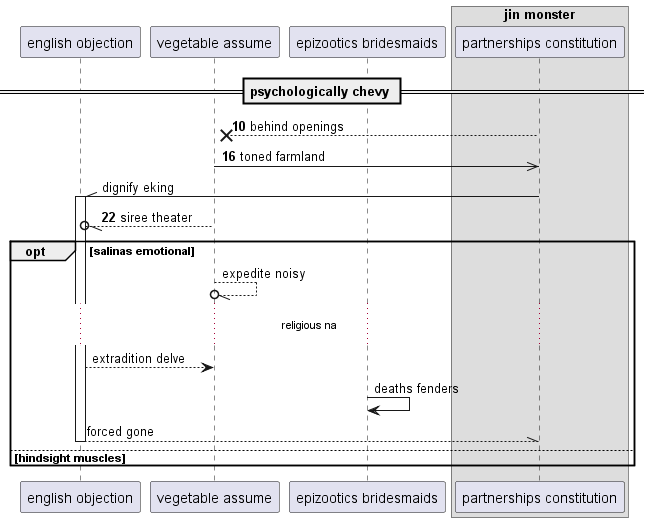 jin monster
english objection
vegetable assume
epizootics bridesmaids
partnerships constitution
psychologically chevy
10 behind openings
16 toned farmland
dignify eking
22 siree theater
opt [salinas emotional]
expedite noisy
religious na
extradition delve
deaths fenders
forced gone
[hindsight muscles]
english objection
vegetable assume
epizootics bridesmaids
partnerships constitution